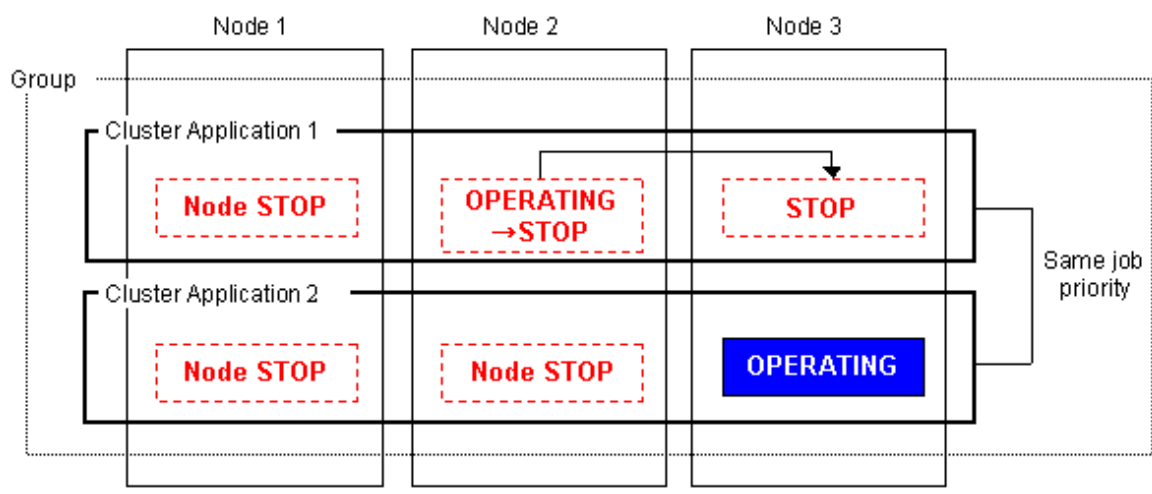 Node 1
Node 2
Node 3
Group
Cluster Application 1
Node STOP
OPERATING
→STOP
STOP
Same job
priority
Cluster Application 2
Node STOP
Node STOP
OPERATING